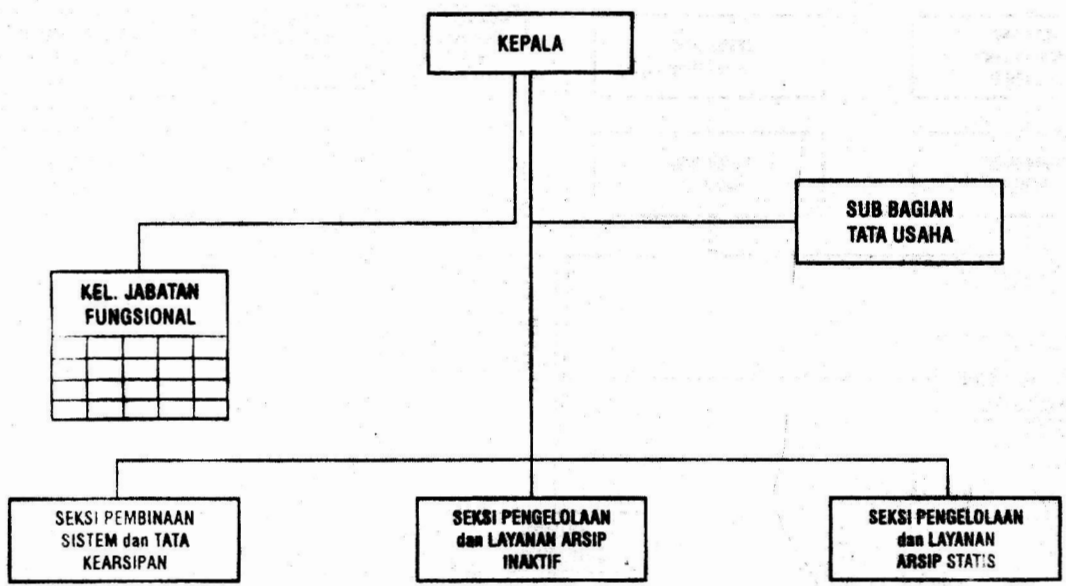 KEPALA
SUB BAGIAN
TATA USAHA
KEL. JABATAN
FUNGSIONAL
SEKSI PEMBINAAN
SISTEM dan TATA
KEARSIPAN
SEKSI PENGELOLAAN
dan LAYANAN ARSIP
INAKTIF
SEKSI PENGELOLAAN
dan LAYANAN
ARSIP STATIS